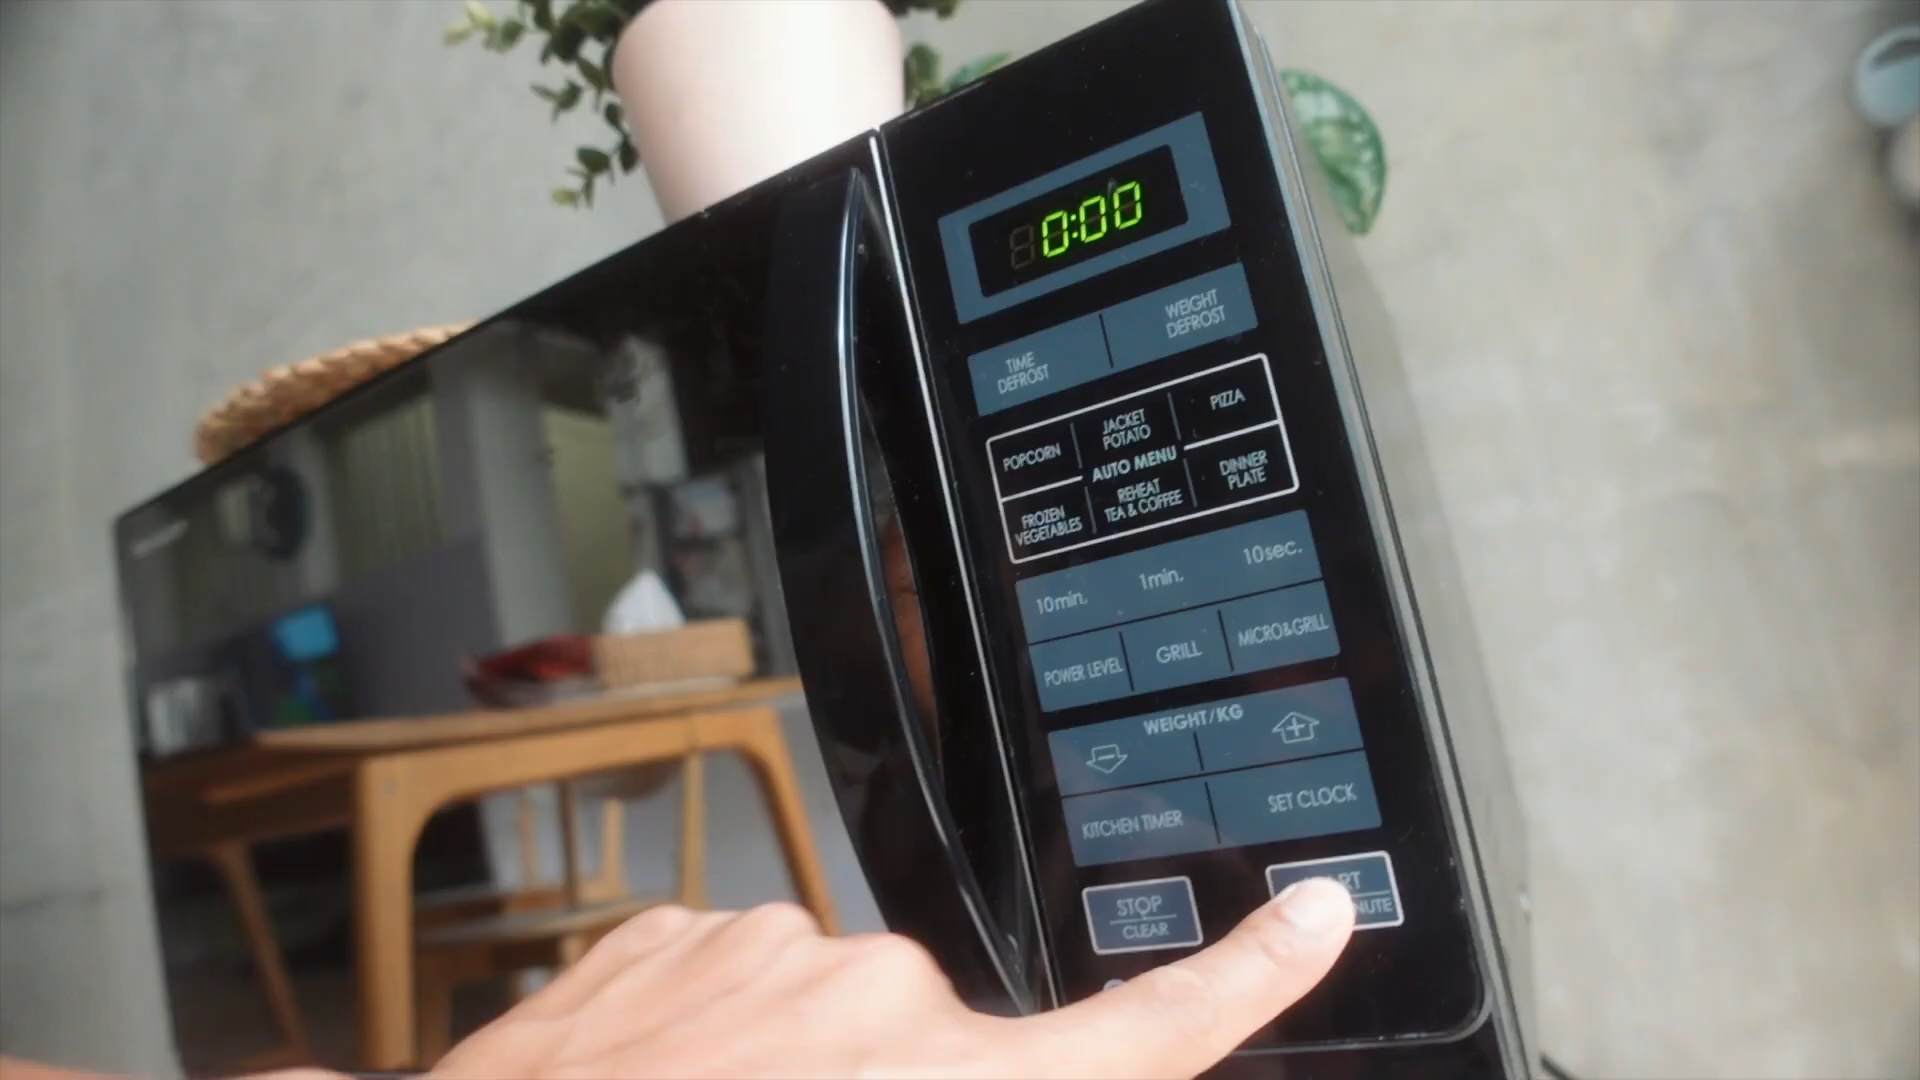 0:00
TIME
DEFROST
WEIGHT
DEFROST
POPCORN
JACKET
POTATO
PIZZA
AUTO MENU
FROZEN
VEGETABLES
REHEAT
TEA & COFFEE
DINNER
PLATE
10min.
1min.
10sec.
POWER LEVEL
GRILL
MICRO&GRILL
WEIGHT/KG
KITCHEN TIMER
SET CLOCK
STOP
CLEAR